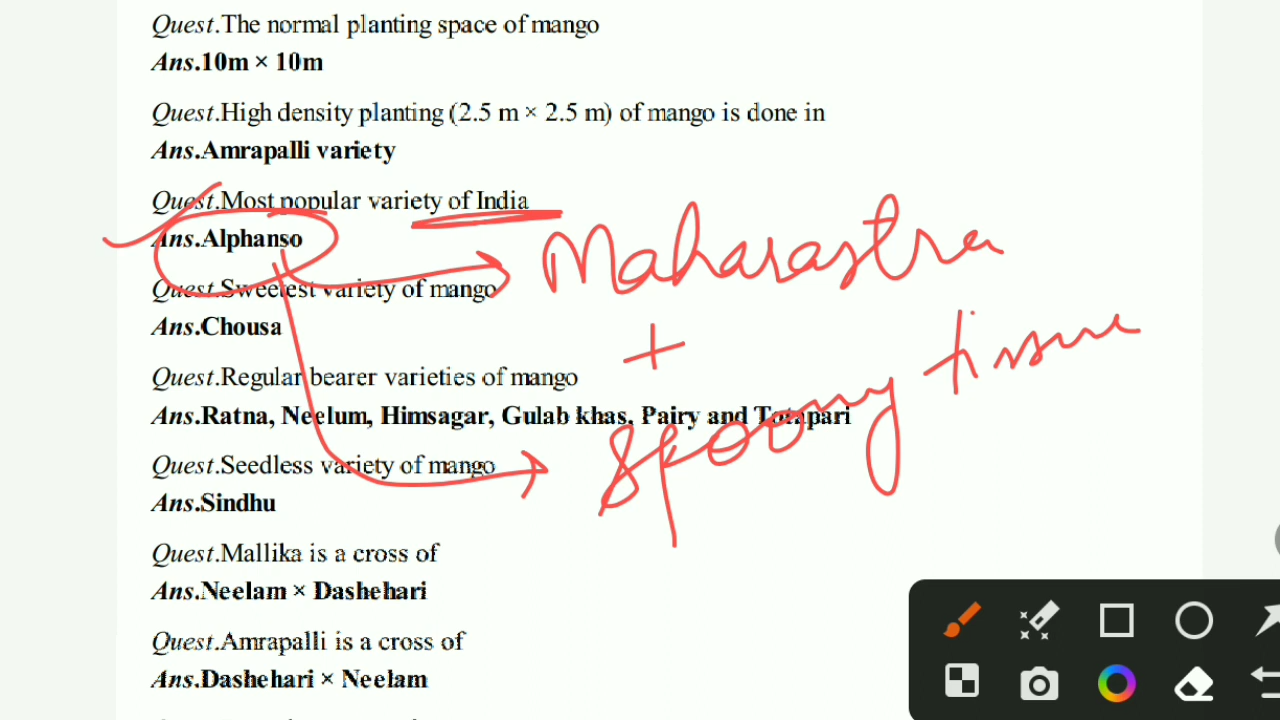 Quest.The normal planting space of mango
Ans.10m × 10m
Quest.High density planting (2.5 m × 2.5 m) of mango is done in
Ans.Amrapalli variety
Quest.Most popular variety of India
Ans.Alphanso
Maharastra
Quest.Sweetest variety of mango
Ans.Chousa
+
Quest.Regular bearer varieties of mango
Ans.Ratna, Neelum, Himsagar, Gulab khas, Pairy and Totapari
Spoomy tissue
Quest.Seedless variety of mango
Ans.Sindhu
Quest.Mallika is a cross of
Ans.Neelam × Dashehari
Quest.Amrapalli is a cross of
Ans.Dashehari × Neelam